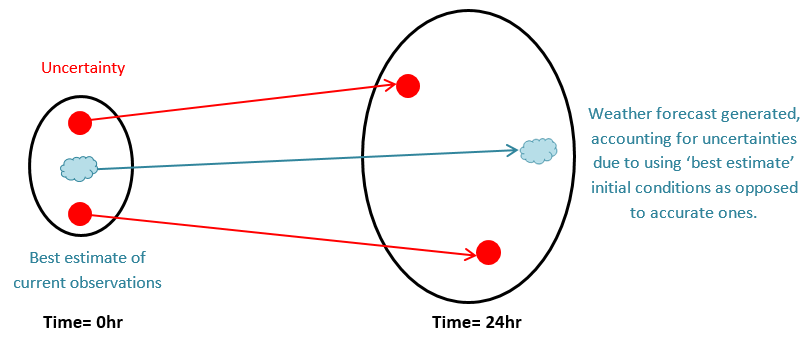 Uncertainty
Best estimate of
current observations
Time= 0hr
Weather forecast generated,
accounting for uncertainties
due to using ‘best estimate’
initial conditions as opposed
to accurate ones.
Time= 24hr